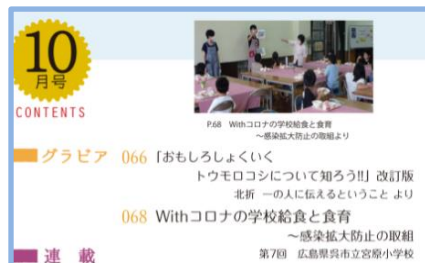 10
月号
CONTENTS
P.68 Withコロナの学校給食と食育
～感染拡大防止の取組より
グラビア 066 「おもしろしょくいく
トウモロコシについて知ろう!!」改訂版
北折 一の人に伝えるということ より
068 Withコロナの学校給食と食育
～感染拡大防止の取組
連 載 第7回 広島県呉市立宮原小学校